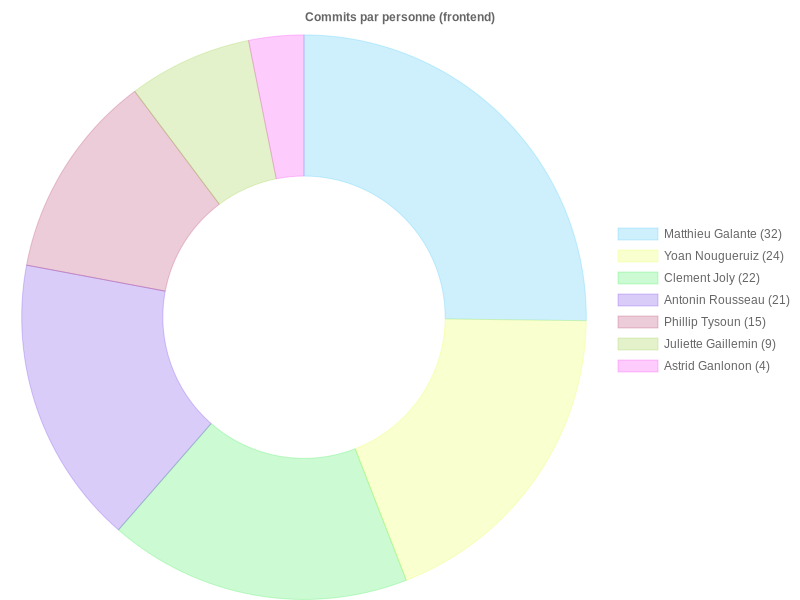 Commits par personne (frontend)
Matthieu Galante (32)
Yoan Nougueruiz (24)
Clement Joly (22)
Antonin Rousseau (21)
Phillip Tysoun (15)
Juliette Gaillemin (9)
Astrid Ganlonon (4)